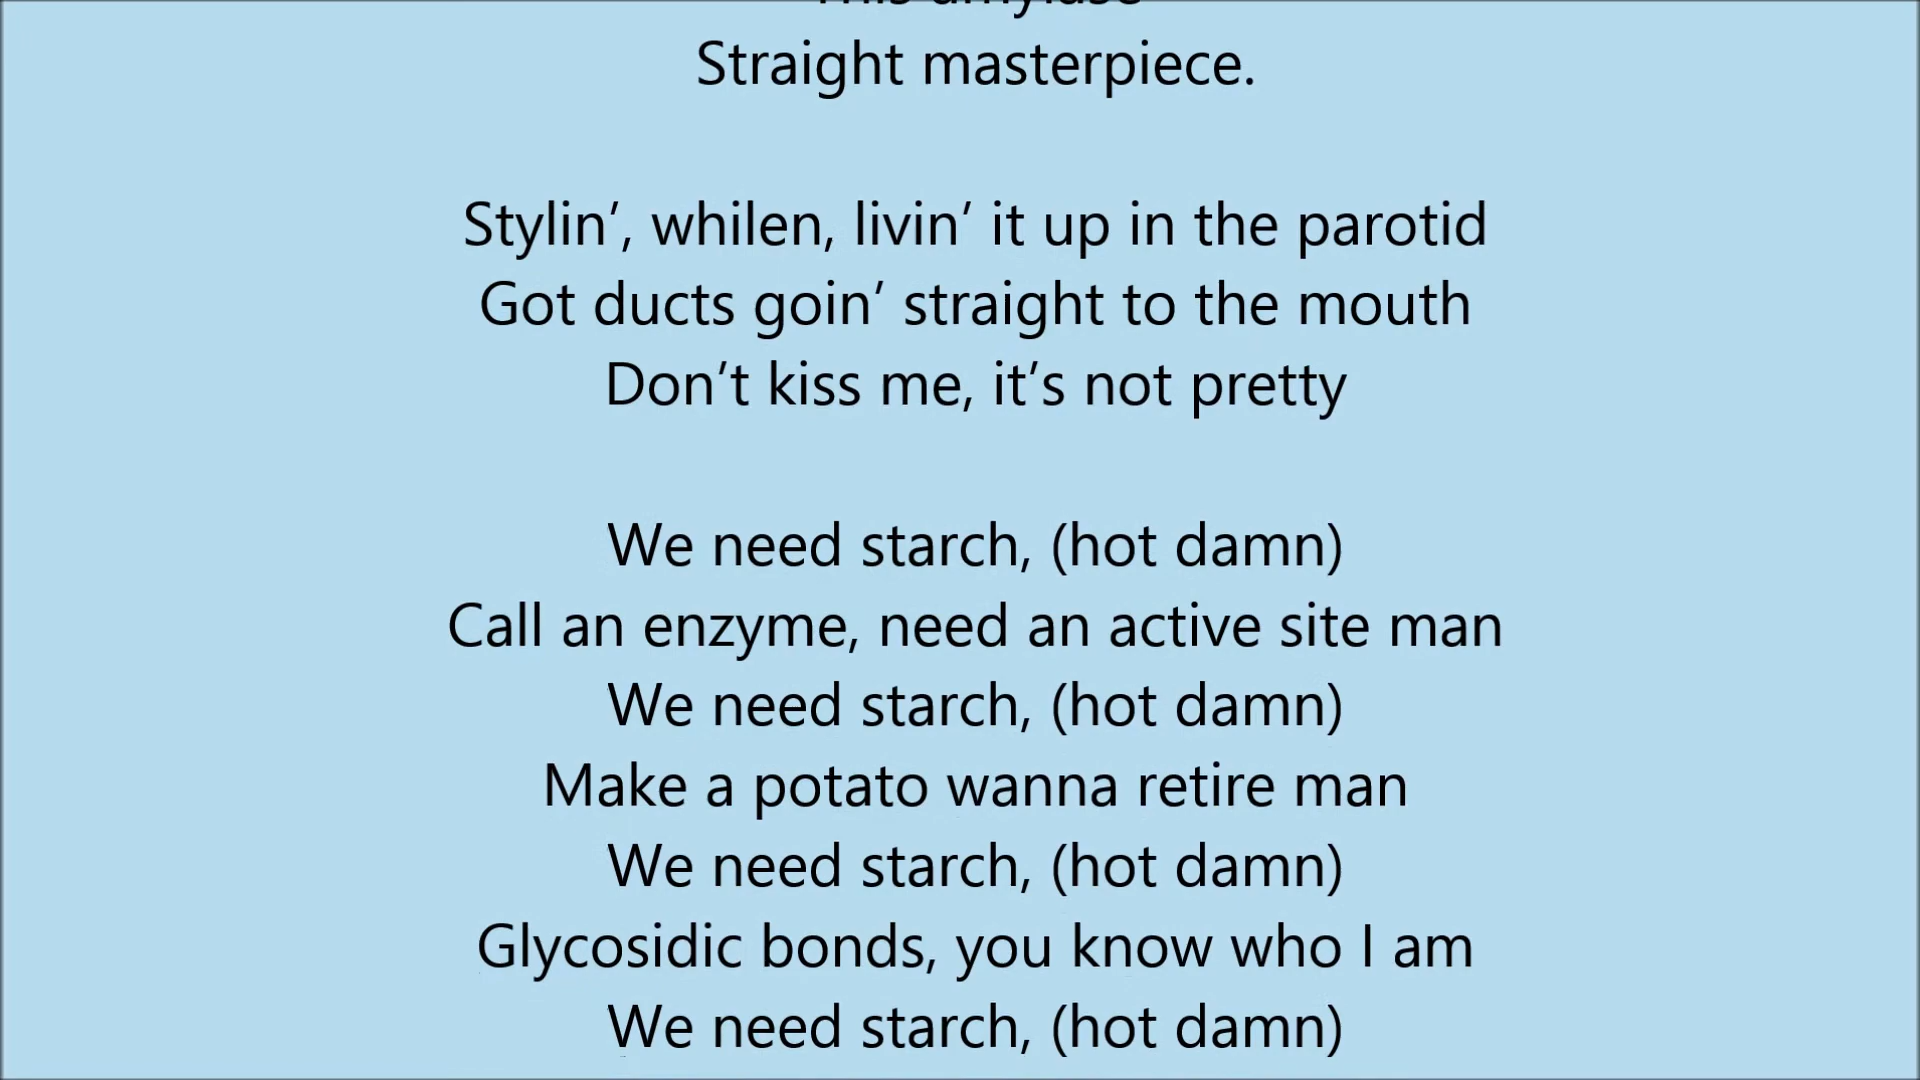 This amylase
Straight masterpiece.
Stylin’, whilen, livin’ it up in the parotid
Got ducts goin’ straight to the mouth
Don’t kiss me, it’s not pretty
We need starch, (hot damn)
Call an enzyme, need an active site man
We need starch, (hot damn)
Make a potato wanna retire man
We need starch, (hot damn)
Glycosidic bonds, you know who I am
We need starch, (hot damn)